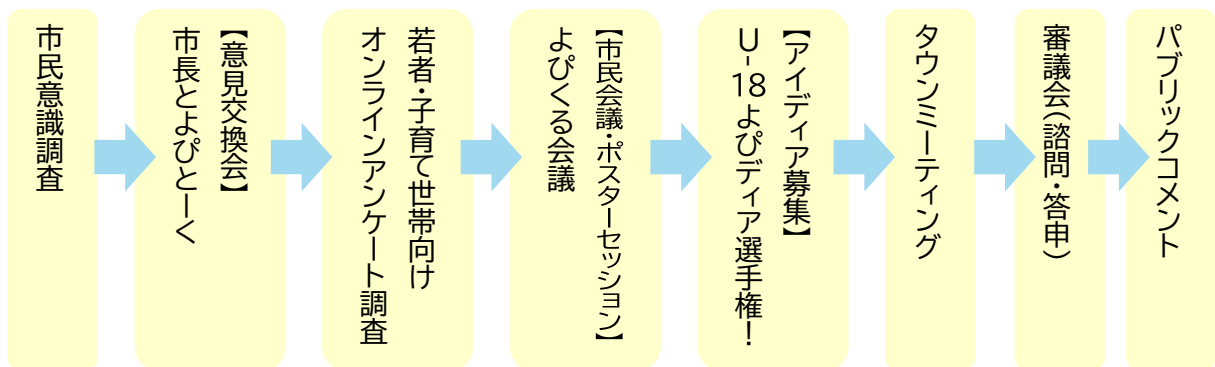 市民意識調査
【意見交換会】
市長とよぴとーく
若者・子育て世帯向け
オンラインアンケート調査
【市民会議・ポスターセッション】
よぴくる会議
【アイディア募集】
U-18よぴディア選手権！
タウンミーティング
審議会（諮問・答申）
パブリックコメント